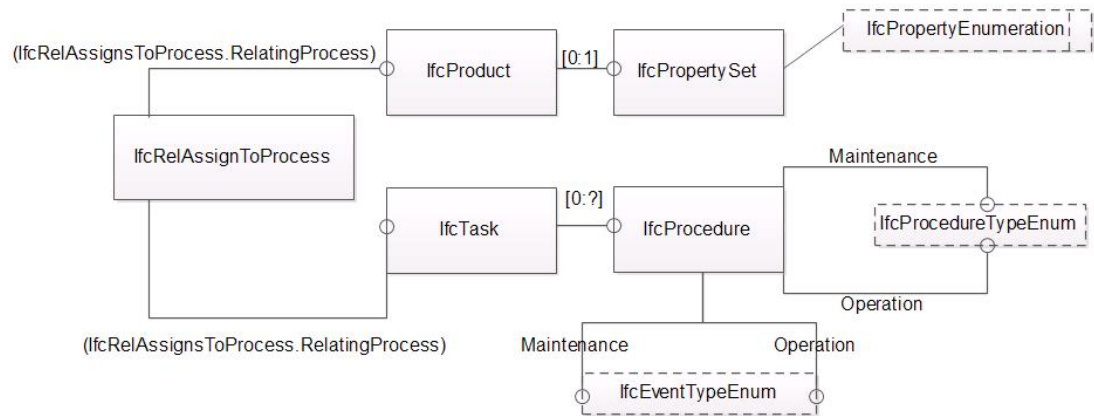 IfcPropertyEnumeration
(IfcRelAssignsToProcess.RelatingProcess)
[0:1]
IfcProduct
IfcPropertySet
IfcRelAssignToProcess
Maintenance
[0:?]
IfcProcedureTypeEnum
IfcTask
IfcProcedure
Operation
(IfcRelAssignsToProcess.RelatingProcess)
Maintenance
Operation
IfcEventTypeEnum